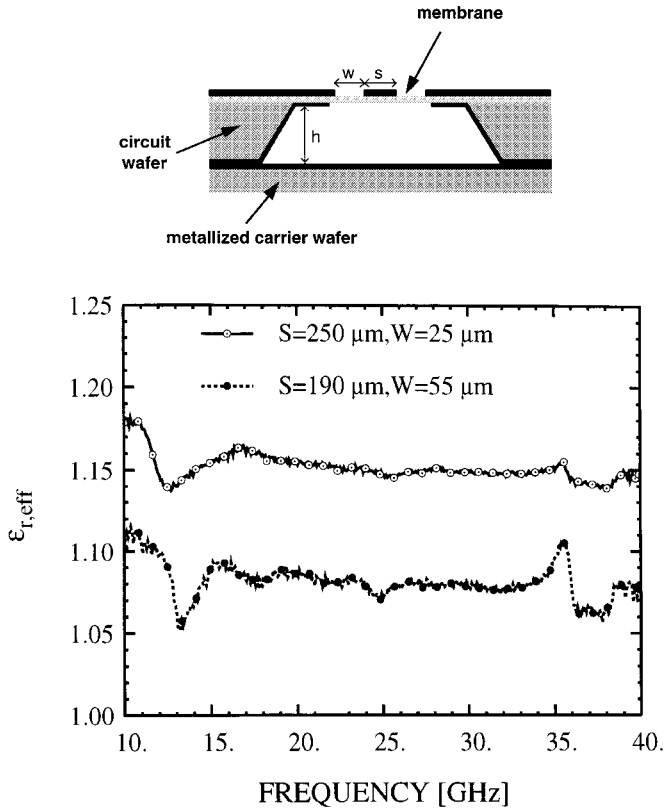 membrane
w s
h
circuit
wafer
metallized carrier wafer
1.25
1.20
1.15
1.10
1.05
1.00
εr,eff
S=250 μm,W=25 μm
S=190 μm,W=55 μm
10. 15. 20. 25. 30. 35. 40.
FREQUENCY [GHz]